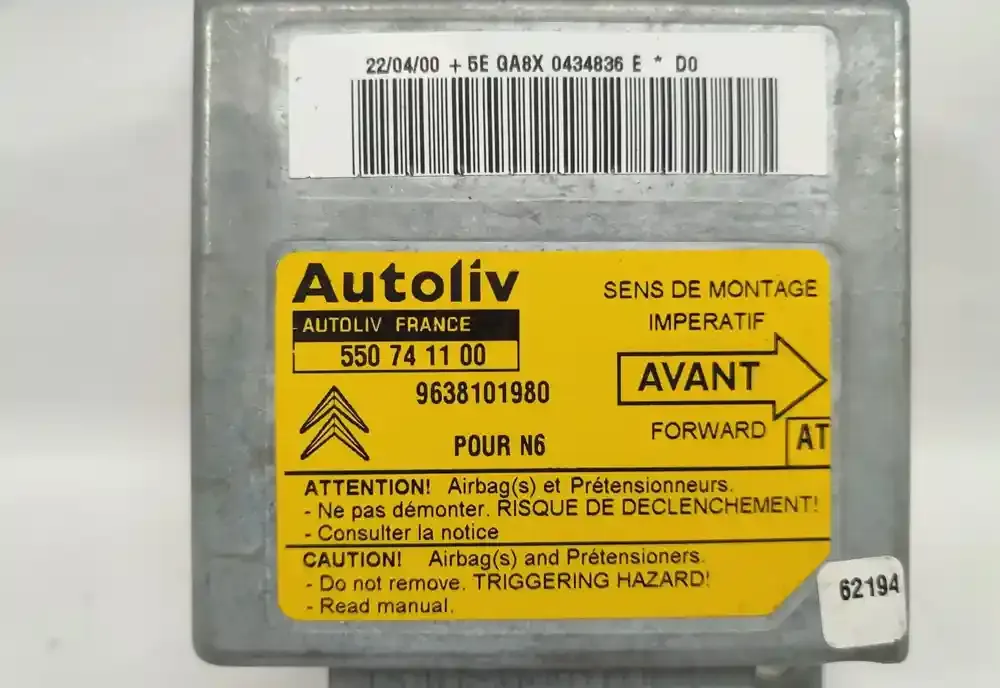 22/04/00 + 5E QA8X 0434836 E * D0
Autoliv
AUTOLIV FRANCE
550 74 11 00
9638101980
POUR N6
SENS DE MONTAGE
IMPERATIF
AVANT
FORWARD
AT
ATTENTION! Airbag(s) et Prétensionneurs.
- Ne pas démonter. RISQUE DE DECLENCHEMENT!
- Consulter la notice
CAUTION! Airbag(s) and Prétensioners.
- Do not remove. TRIGGERING HAZARD!
- Read manual.
62194